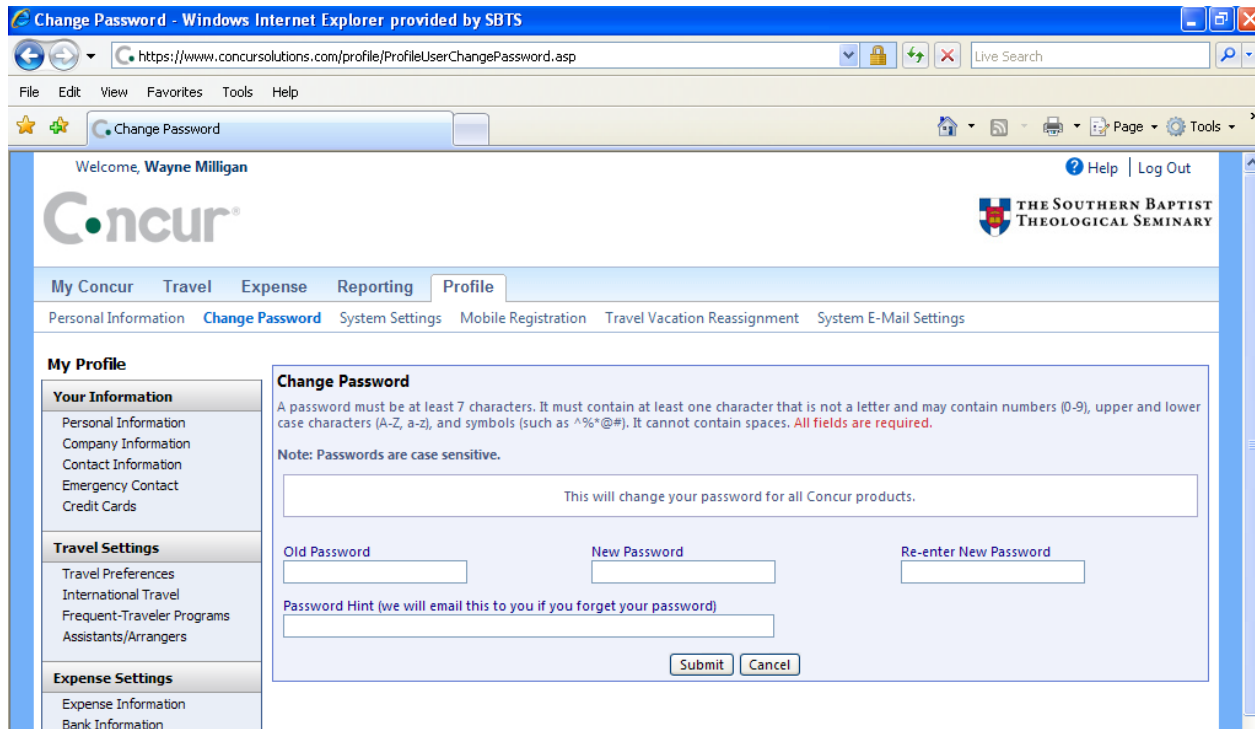 Change Password - Windows Internet Explorer provided by SBTS
https://www.concursolutions.com/profile/ProfileUserChangePassword.asp
Live Search
File Edit View Favorites Tools Help
Change Password
Page Tools
Welcome, Wayne Milligan
Help | Log Out
Concur®
THE SOUTHERN BAPTIST
THEOLOGICAL SEMINARY
My Concur Travel Expense Reporting Profile
Personal Information Change Password System Settings Mobile Registration Travel Vacation Reassignment System E-Mail Settings
My Profile
Your Information
Personal Information
Company Information
Contact Information
Emergency Contact
Credit Cards
Travel Settings
Travel Preferences
International Travel
Frequent-Traveler Programs
Assistants/Arrangers
Expense Settings
Expense Information
Bank Information
Change Password
A password must be at least 7 characters. It must contain at least one character that is not a letter and may contain numbers (0-9), upper and lower
case characters (A-Z, a-z), and symbols (such as ^%*@#). It cannot contain spaces. All fields are required.
Note: Passwords are case sensitive.
This will change your password for all Concur products.
Old Password New Password Re-enter New Password
Password Hint (we will email this to you if you forget your password)
Submit Cancel